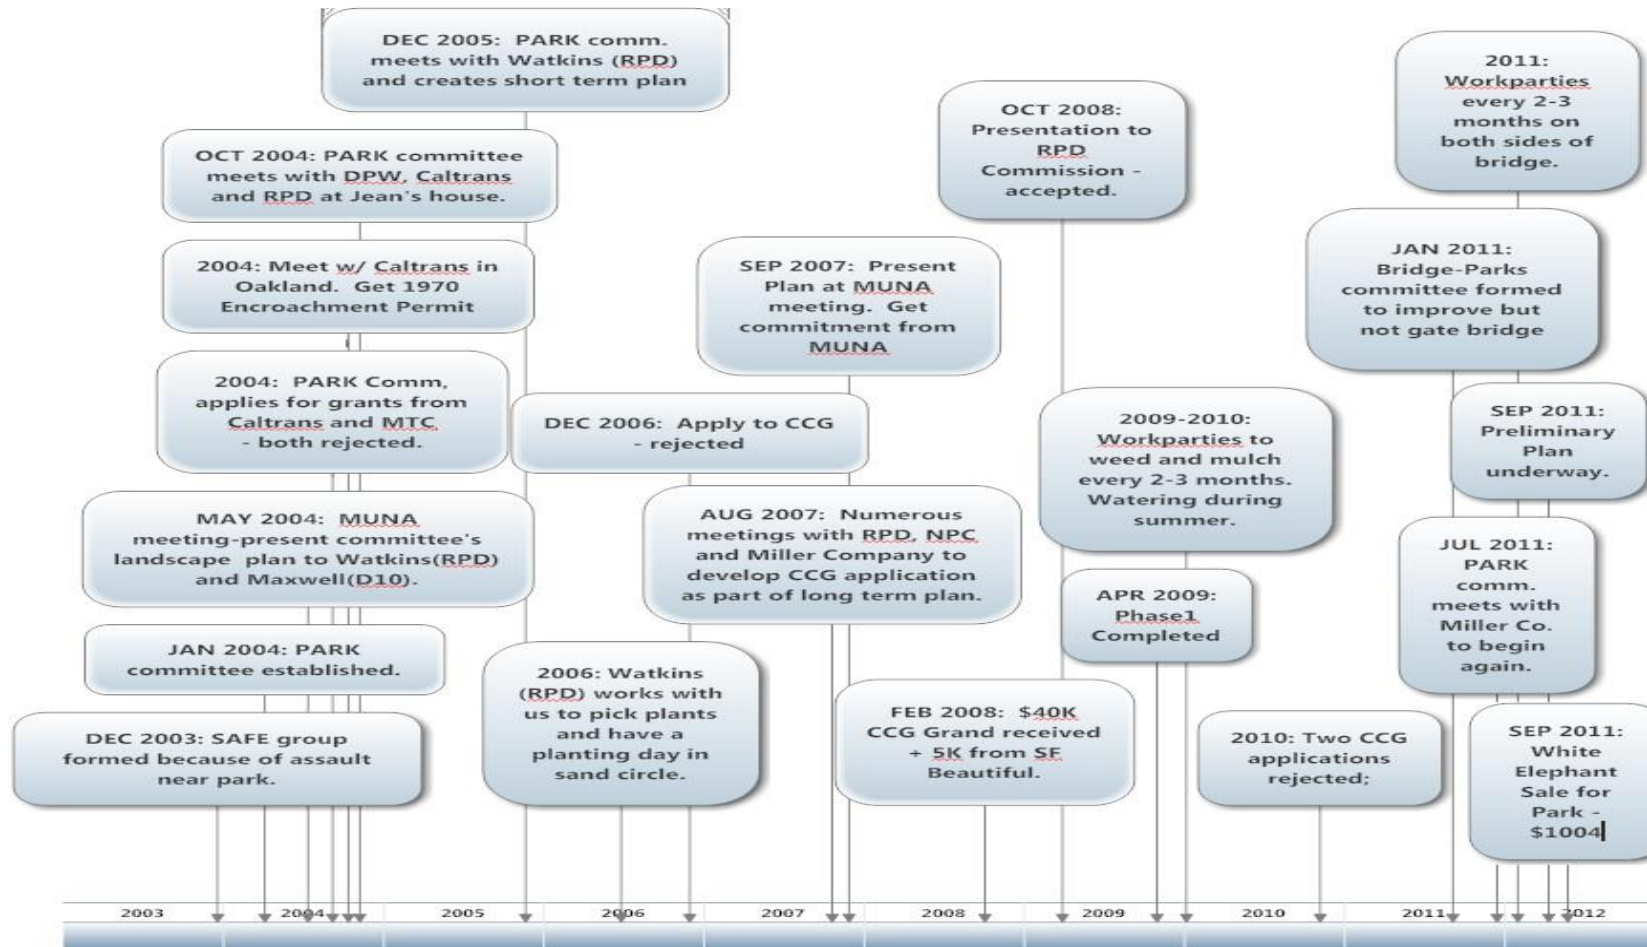 DEC 2005:  PARK comm.
meets with Watkins (RPD)
and creates short term plan
OCT 2004: PARK committee
meets with DPW, Caltrans
and RPD at Jean's house.
2004: Meet w/ Caltrans in
Oakland.  Get 1970
Encroachment Permit
2004:  PARK Comm,
applies for grants from
Caltrans and MTC
- both rejected.
MAY 2004:  MUNA
meeting-present committee's
landscape  plan to Watkins(RPD)
and Maxwell(D10).
JAN 2004: PARK
committee established.
DEC 2003: SAFE group
formed because of assault
near park.
DEC 2006:  Apply to CCG
- rejected
2006: Watkins
(RPD) works with
us to pick plants
and have a
planting day in
sand circle.
SEP 2007:  Present
Plan at MUNA
meeting.  Get
commitment from
MUNA
AUG 2007:  Numerous
meetings with RPD, NPC
and Miller Company to
develop CCG application
as part of long term plan.
FEB 2008:  $40K
CCG Grand received
+ 5K from SF
Beautiful.
OCT 2008:
Presentation to
RPD
Commission -
accepted.
2009-2010:
Workparties to
weed and mulch
every 2-3 months.
Watering during
summer.
APR 2009:
Phase1
Completed
2010: Two CCG
applications
rejected;
2011:
Workparties
every 2-3
months on
both sides of
bridge.
JAN 2011:
Bridge-Parks
committee formed
to improve but
not gate bridge
SEP 2011:
Preliminary
Plan
underway.
JUL 2011:
PARK
comm.
meets with
Miller Co.
to begin
again.
SEP 2011:
White
Elephant
Sale for
Park -
$1004
2003 2004 2005 2006 2007 2008 2009 2010 2011 2012